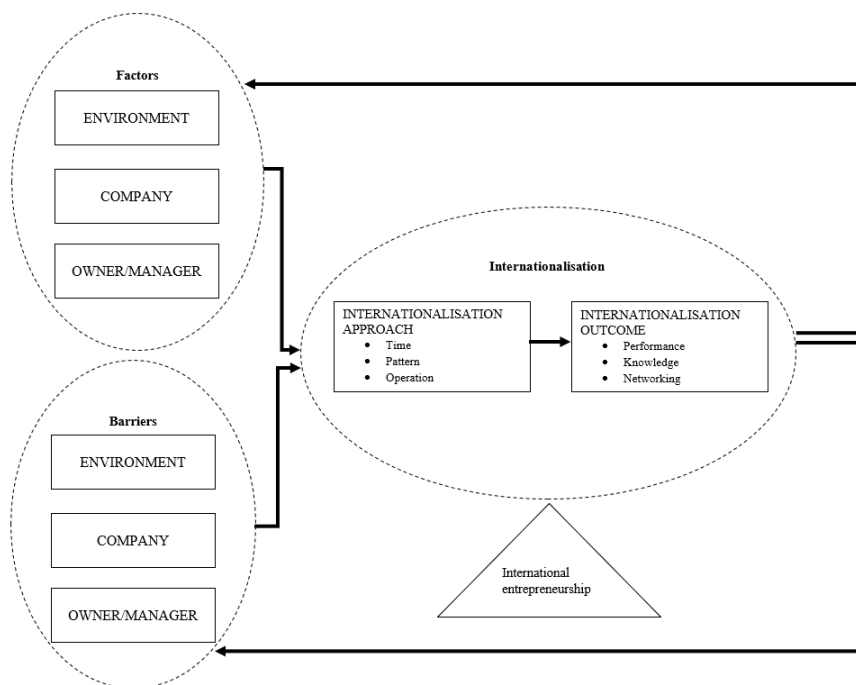 Factors
ENVIRONMENT
COMPANY
OWNER/MANAGER
Internationalisation
INTERNATIONALISATION
APPROACH
• Time
• Pattern
• Operation
INTERNATIONALISATION
OUTCOME
• Performance
• Knowledge
• Networking
Barriers
ENVIRONMENT
COMPANY
OWNER/MANAGER
International
entrepreneurship